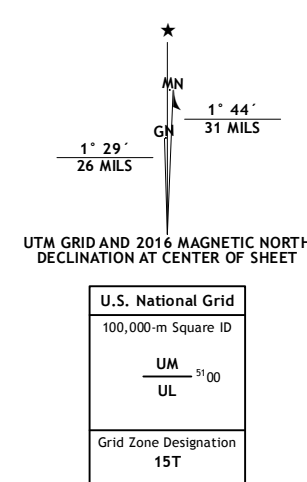 ★
MN
1° 44´
31 MILS
GN
1° 29´
26 MILS
UTM GRID AND 2016 MAGNETIC NORTH
DECLINATION AT CENTER OF SHEET
U.S. National Grid
100,000-m Square ID
UM
5100
UL
Grid Zone Designation
15T